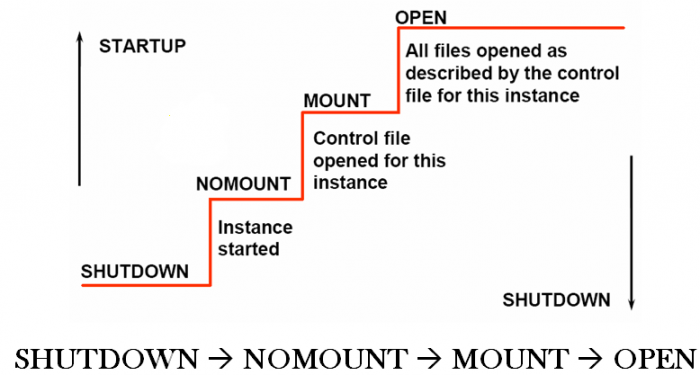 OPEN
STARTUP
All files opened as
described by the control
file for this instance
MOUNT
Control file
opened for this
instance
NOMOUNT
Instance
started
SHUTDOWN
SHUTDOWN
SHUTDOWN → NOMOUNT → MOUNT → OPEN